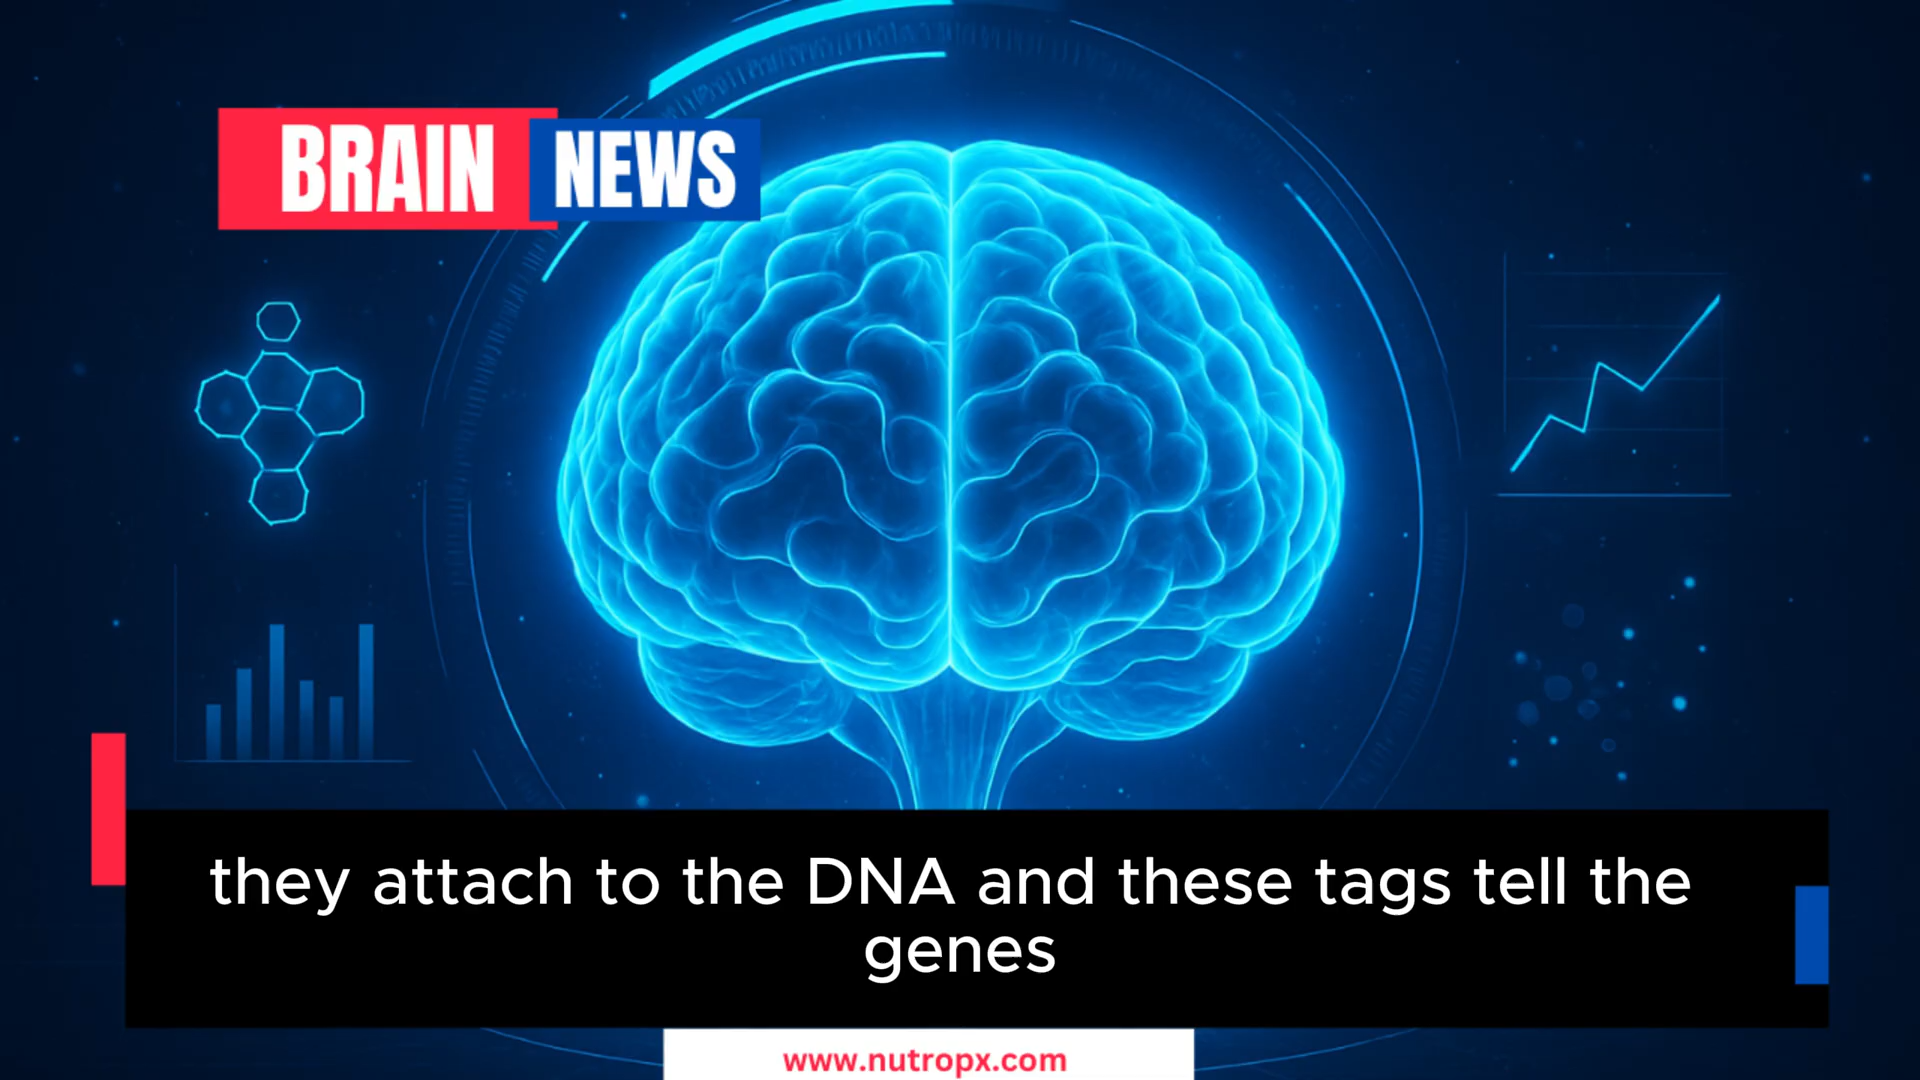 BRAIN NEWS
they attach to the DNA and these tags tell the
genes
www.nutropx.com